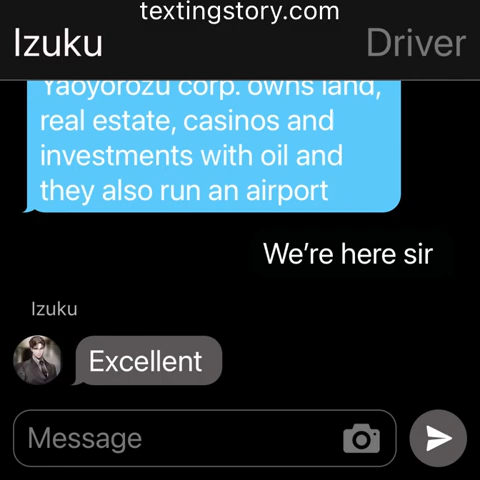 textingstory.com
Izuku
Driver
Yaoyorozu corp. owns land,
real estate, casinos and
investments with oil and
they also run an airport
We’re here sir
Izuku
Excellent
Message